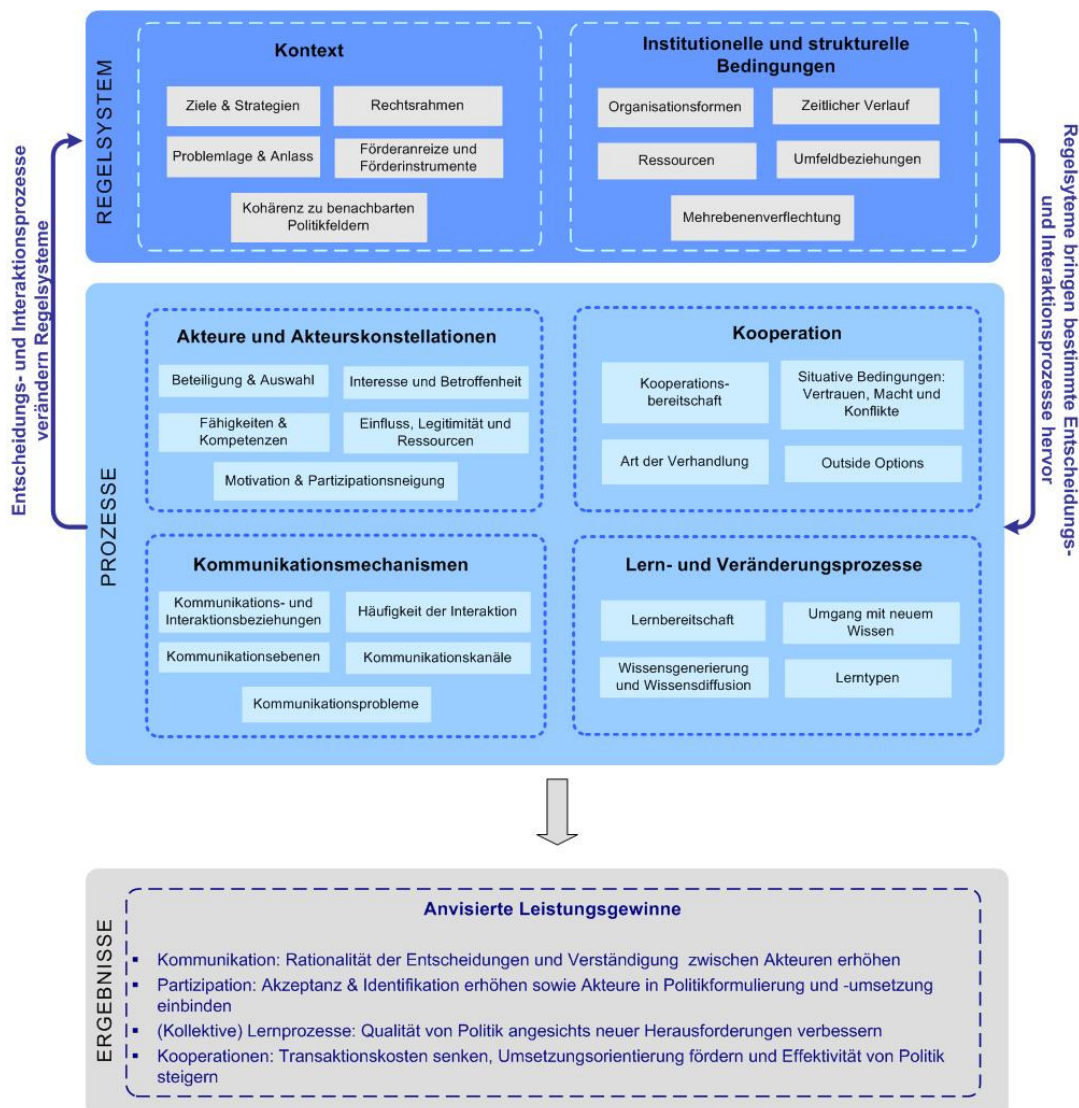 REGELSYSTEM
Kontext
Ziele & Strategien
Rechtsrahmen
Problemlage & Anlass
Förderanreize und
Förderinstrumente
Kohärenz zu benachbarten
Politikfeldern
Institutionelle und strukturelle
Bedingungen
Organisationsformen
Zeitlicher Verlauf
Ressourcen
Umfeldbeziehungen
Mehrebenenverflechtung
Entscheidungs- und Interaktionsprozesse
verändern Regelsysteme
Regelsyteme bringen bestimmte Entscheidungs-
und Interaktionsprozesse hervor
PROZESSE
Akteure und Akteurskonstellationen
Beteiligung & Auswahl
Interesse und Betroffenheit
Fähigkeiten &
Kompetenzen
Einfluss, Legitimität und
Ressourcen
Motivation & Partizipationsneigung
Kooperation
Kooperations-
bereitschaft
Situative Bedingungen:
Vertrauen, Macht und
Konflikte
Art der Verhandlung
Outside Options
Kommunikationsmechanismen
Kommunikations- und
Interaktionsbeziehungen
Häufigkeit der Interaktion
Kommunikationsebenen
Kommunikationskanäle
Kommunikationsprobleme
Lern- und Veränderungsprozesse
Lernbereitschaft
Umgang mit neuem
Wissen
Wissensgenerierung
und Wissensdiffusion
Lerntypen
ERGEBNISSE
Anvisierte Leistungsgewinne
▪ Kommunikation: Rationalität der Entscheidungen und Verständigung zwischen Akteuren erhöhen
▪ Partizipation: Akzeptanz & Identifikation erhöhen sowie Akteure in Politikformulierung und -umsetzung
einbinden
▪ (Kollektive) Lernprozesse: Qualität von Politik angesichts neuer Herausforderungen verbessern
▪ Kooperationen: Transaktionskosten senken, Umsetzungsorientierung fördern und Effektivität von Politik
steigern